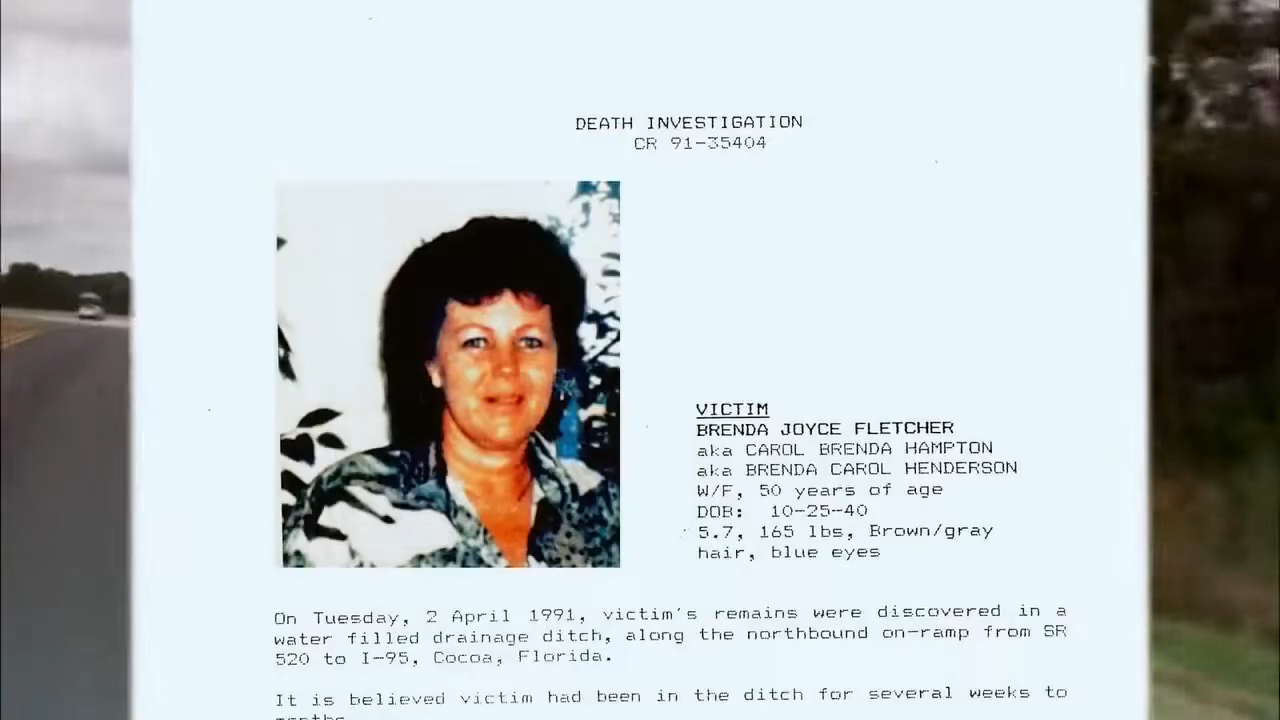 DEATH INVESTIGATION
CR 91-35404
VICTIM
BRENDA JOYCE FLETCHER
aka CAROL BRENDA HAMPTON
aka BRENDA CAROL HENDERSON
W/F, 50 years of age
DOB: 10-25-40
5.7, 165 lbs, Brown/gray
hair, blue eyes
On Tuesday, 2 April 1991, victim's remains were discovered in a
water filled drainage ditch, along the northbound on-ramp from SR
520 to I-95, Cocoa, Florida.
It is believed victim had been in the ditch for several weeks to